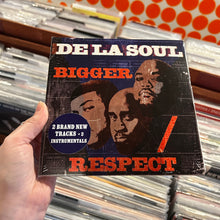 DE LA SOUL
BIGGER
2 BRAND NEW
TRACKS + 2
INSTRUMENTALS
/
RESPECT